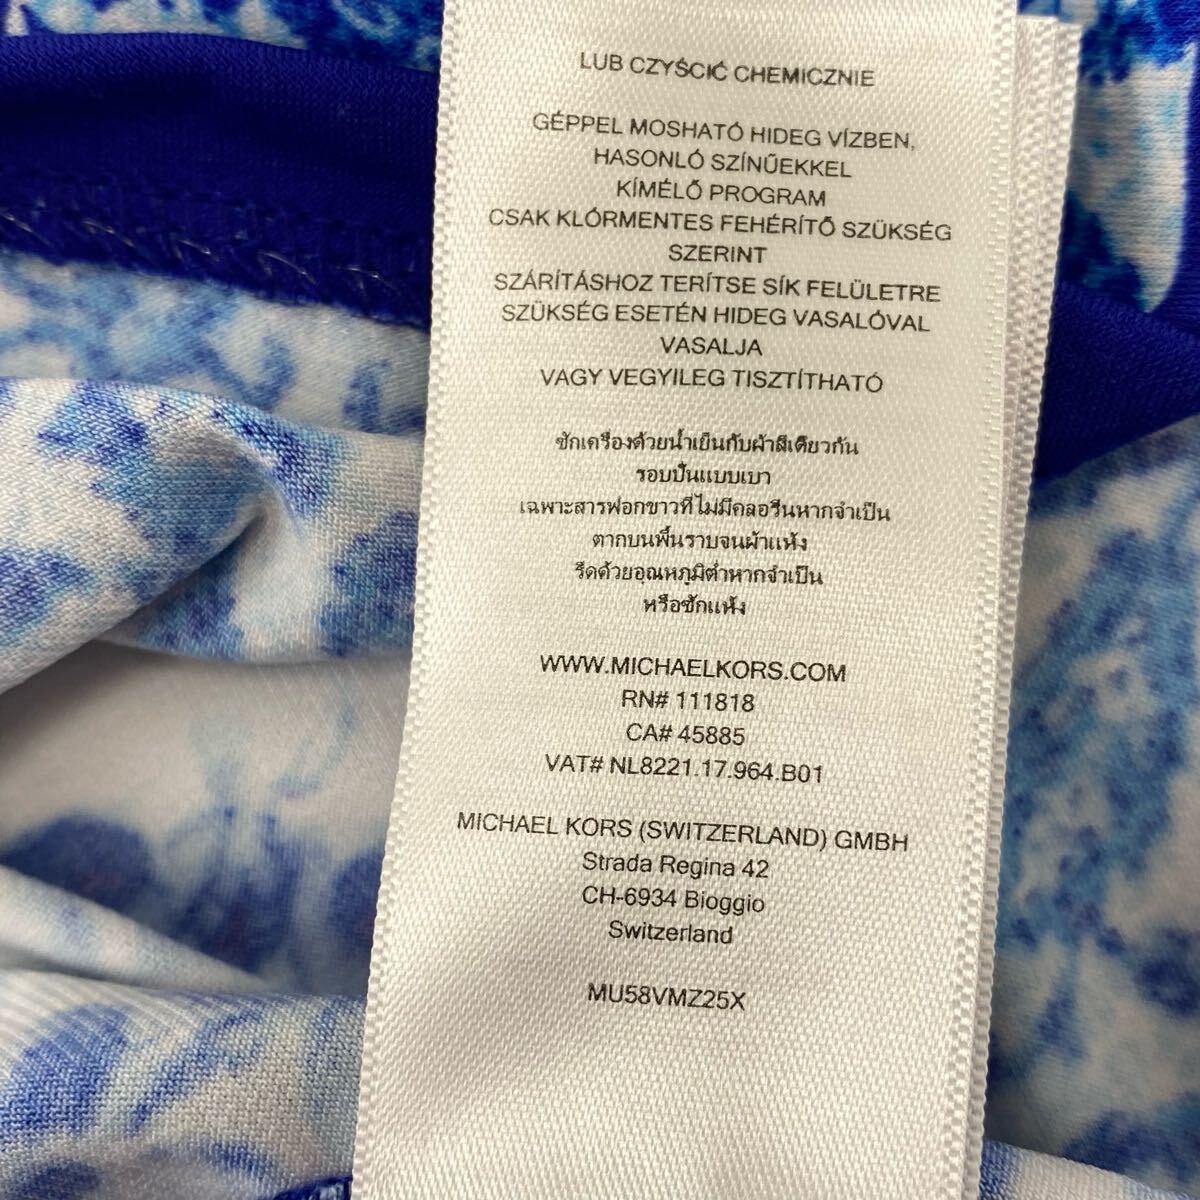 LUB CZYŚCIĆ CHEMICZNIE
GÉPPEL MOSHATÓ HIDEG VÍZBEN,
HASONLÓ SZÍNŰEKKEL
KÍMÉLŐ PROGRAM
CSAK KLÓRMENTES FEHÉRÍTŐ SZÜKSÉG
SZERINT
SZÁRÍTÁSHOZ TERÍTSE SÍK FELÜLETRE
SZÜKSÉG ESETÉN HIDEG VASALÓVAL
VASALJA
VAGY VEGYILEG TISZTÍTHATÓ
ซักเครื่องด้วยน้ำเย็นกับผ้าสีเดียวกัน
รอบปั่นแบบเบา
เฉพาะสารฟอกขาวที่ไม่มีคลอรีนหากจำเป็น
ตากบนพื้นราบจนผ้าแห้ง
รีดด้วยอุณหภูมิต่ำหากจำเป็น
หรือซักแห้ง
WWW.MICHAELKORS.COM
RN# 111818
CA# 45885
VAT# NL8221.17.964.B01
MICHAEL KORS (SWITZERLAND) GMBH
Strada Regina 42
CH-6934 Bioggio
Switzerland
MU58VMZ25X